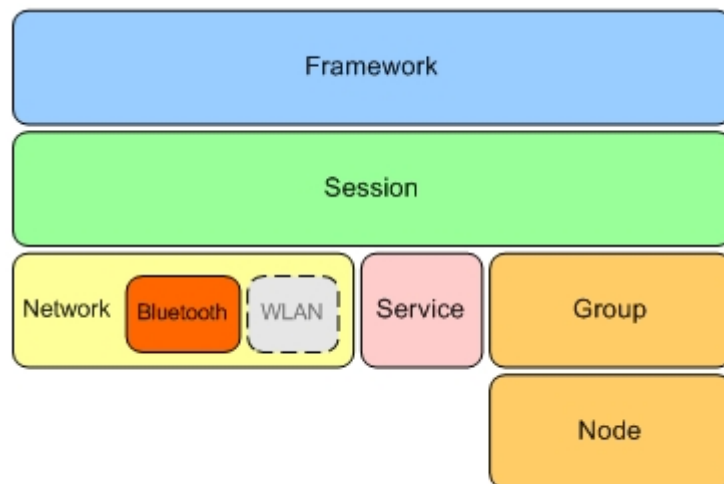 Framework
Session
Network
Bluetooth
WLAN
Service
Group
Node